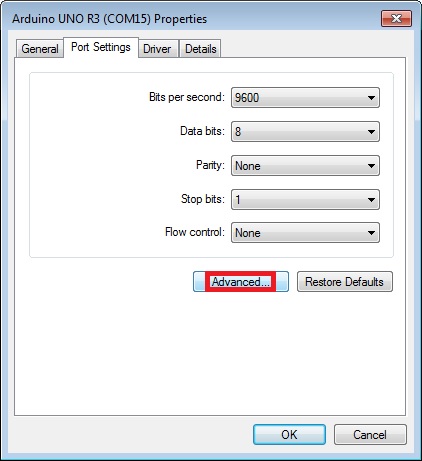 Arduino UNO R3 (COM15) Properties
General Port Settings Driver Details
Bits per second: 9600
Data bits: 8
Parity: None
Stop bits: 1
Flow control: None
Advanced... Restore Defaults
OK Cancel